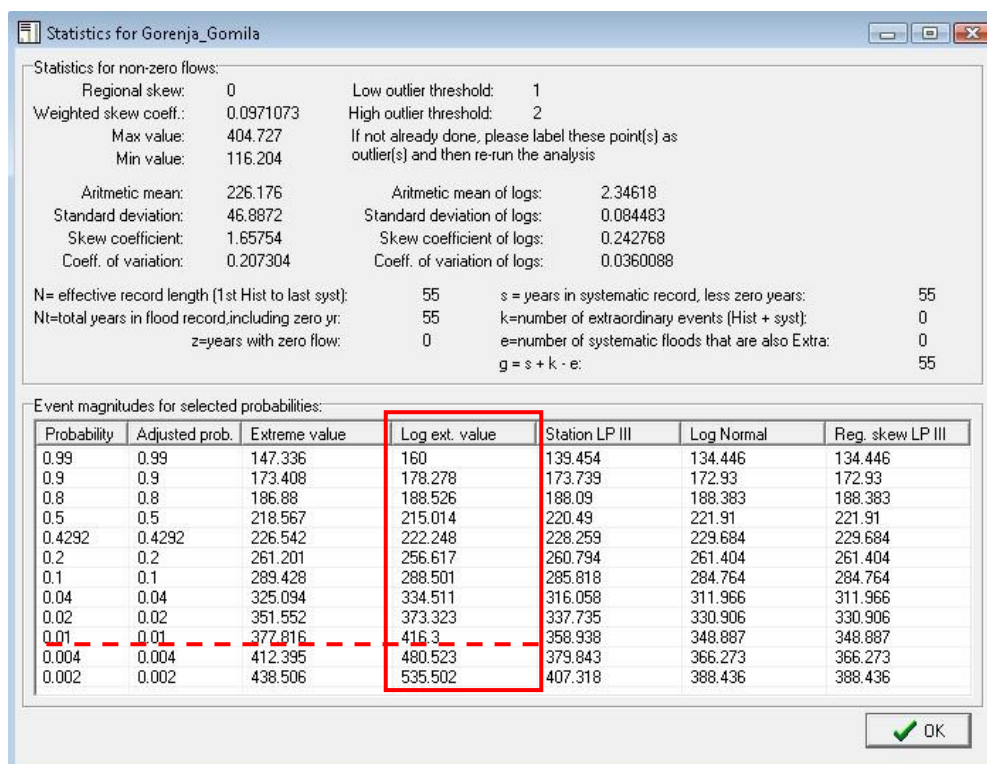 Statistics for Gorenja_Gomila
Statistics for non-zero flows:
Regional skew: 0 Low outlier threshold: 1
Weighted skew coeff.: 0.0971073 High outlier threshold: 2
Max value: 404.727 If not already done, please label these point(s) as
Min value: 116.204 outlier(s) and then re-run the analysis
Aritmetic mean: 226.176 Aritmetic mean of logs: 2.34618
Standard deviation: 46.8872 Standard deviation of logs: 0.084483
Skew coefficient: 1.65754 Skew coefficient of logs: 0.242768
Coeff. of variation: 0.207304 Coeff. of variation of logs: 0.0360088
N= effective record length (1st Hist to last syst): 55 s = years in systematic record, less zero years: 55
Nt=total years in flood record,including zero yr: 55 k=number of extraordinary events (Hist + syst): 0
z=years with zero flow: 0 e=number of systematic floods that are also Extra: 0
g = s + k - e: 55
Event magnitudes for selected probabilities:
Probability Adjusted prob. Extreme value Log ext. value Station LP III Log Normal Reg. skew LP III
0.99 0.99 147.336 160 139.454 134.446 134.446
0.9 0.9 173.408 178.278 173.739 172.93 172.93
0.8 0.8 186.88 188.526 188.09 188.383 188.383
0.5 0.5 218.567 215.014 220.49 221.91 221.91
0.4292 0.4292 226.542 222.248 228.259 229.684 229.684
0.2 0.2 261.201 256.617 260.794 261.404 261.404
0.1 0.1 289.428 288.501 285.818 284.764 284.764
0.04 0.04 325.094 334.511 316.058 311.966 311.966
0.02 0.02 351.552 373.323 337.735 330.906 330.906
0.01 0.01 377.816 416.3 358.938 348.887 348.887
0.004 0.004 412.395 480.523 379.843 366.273 366.273
0.002 0.002 438.506 535.502 407.318 388.436 388.436
OK